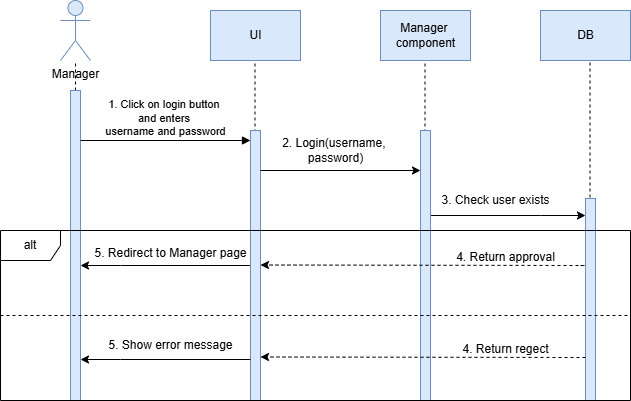 UI
Manager
component
DB
Manager
1. Click on login button
and enters
username and password
2. Login(username,
password)
3. Check user exists
alt
5. Redirect to Manager page
4. Return approval
5. Show error message
4. Return regect